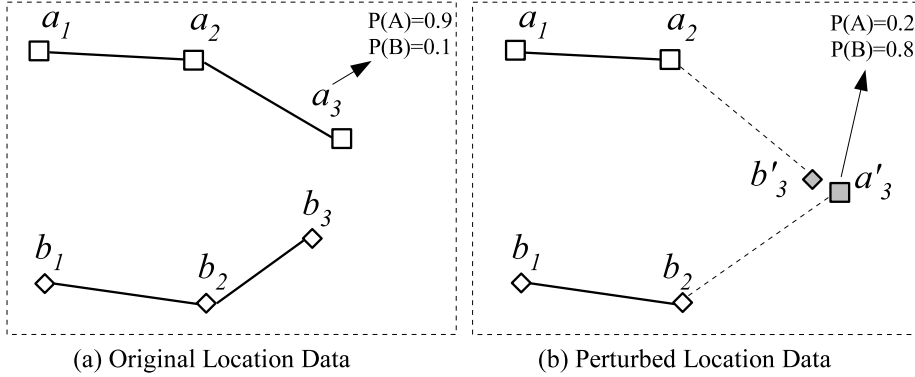 a1 a2 P(A)=0.9
P(B)=0.1
a3
b3
b1 b2
(a) Original Location Data
a1 a2 P(A)=0.2
P(B)=0.8
b'3 a'3
b1 b2
(b) Perturbed Location Data